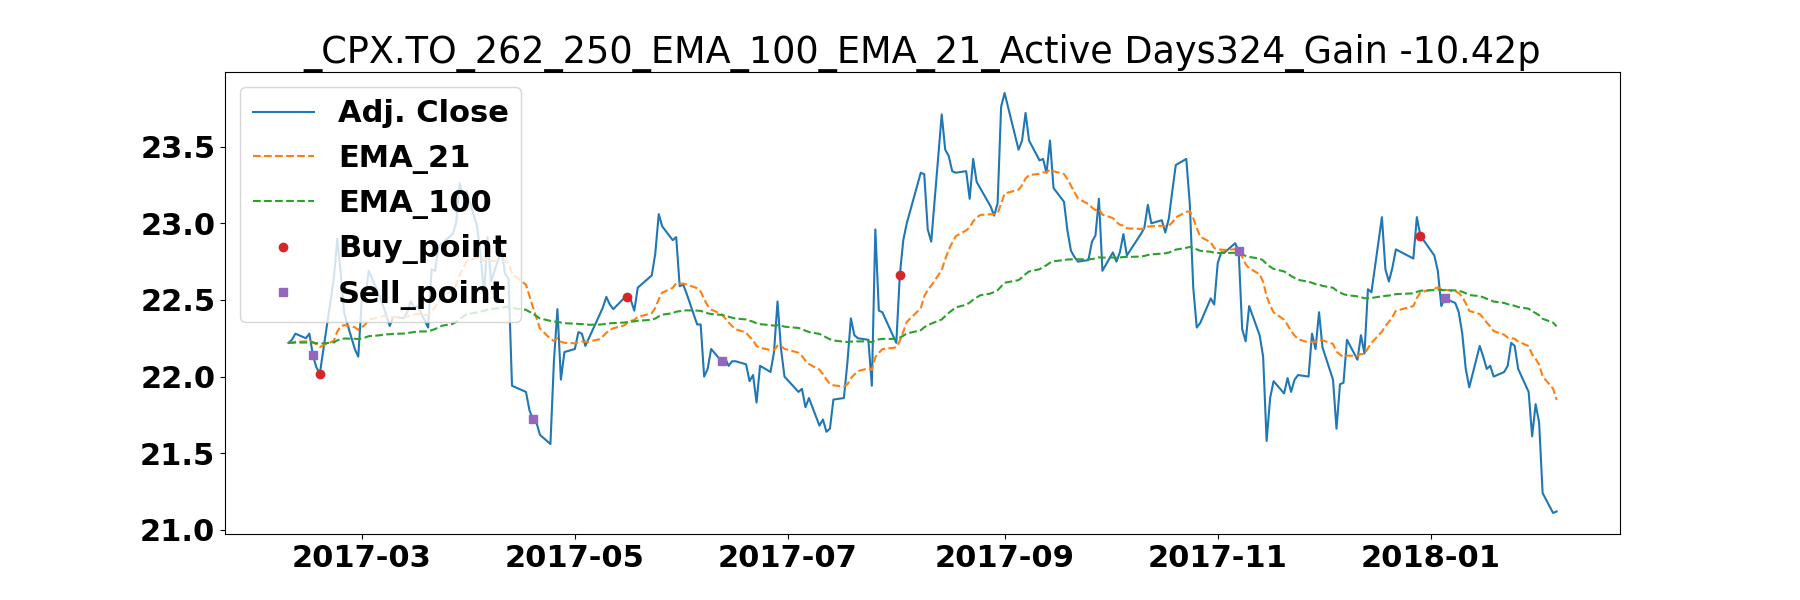 _CPX.TO_262_250_EMA_100_EMA_21_Active Days324_Gain -10.42p
Adj. Close
EMA_21
EMA_100
Buy_point
Sell_point
23.5
23.0
22.5
22.0
21.5
21.0
2017-03 2017-05 2017-07 2017-09 2017-11 2018-01